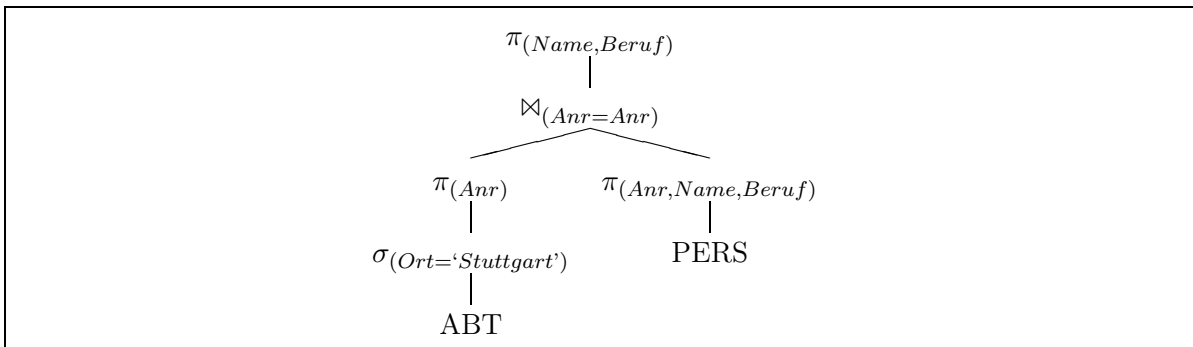 π(Name,Beruf)
⋈(Anr=Anr)
π(Anr) π(Anr,Name,Beruf)
σ(Ort=‘Stuttgart’) PERS
ABT